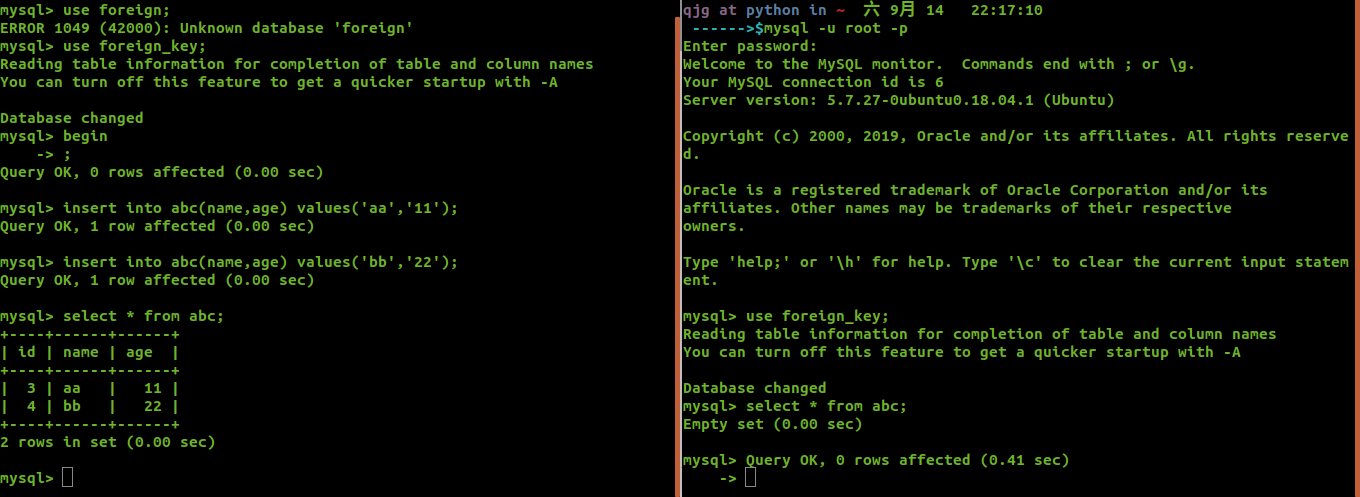 mysql> use foreign;
ERROR 1049 (42000): Unknown database 'foreign'
mysql> use foreign_key;
Reading table information for completion of table and column names
You can turn off this feature to get a quicker startup with -A
Database changed
mysql> begin
    -> ;
Query OK, 0 rows affected (0.00 sec)
mysql> insert into abc(name,age) values('aa','11');
Query OK, 1 row affected (0.00 sec)
mysql> insert into abc(name,age) values('bb','22');
Query OK, 1 row affected (0.00 sec)
mysql> select * from abc;
+----+------+------+
| id | name | age  |
+----+------+------+
|  3 | aa   |   11 |
|  4 | bb   |   22 |
+----+------+------+
2 rows in set (0.00 sec)
mysql>
qjg at python in ~  六 9月 14   22:17:10
 ------>$mysql -u root -p
Enter password:
Welcome to the MySQL monitor.  Commands end with ; or \g.
Your MySQL connection id is 6
Server version: 5.7.27-0ubuntu0.18.04.1 (Ubuntu)
Copyright (c) 2000, 2019, Oracle and/or its affiliates. All rights reserve
d.
Oracle is a registered trademark of Oracle Corporation and/or its
affiliates. Other names may be trademarks of their respective
owners.
Type 'help;' or '\h' for help. Type '\c' to clear the current input statem
ent.
mysql> use foreign_key;
Reading table information for completion of table and column names
You can turn off this feature to get a quicker startup with -A
Database changed
mysql> select * from abc;
Empty set (0.00 sec)
mysql> Query OK, 0 rows affected (0.41 sec)
    ->